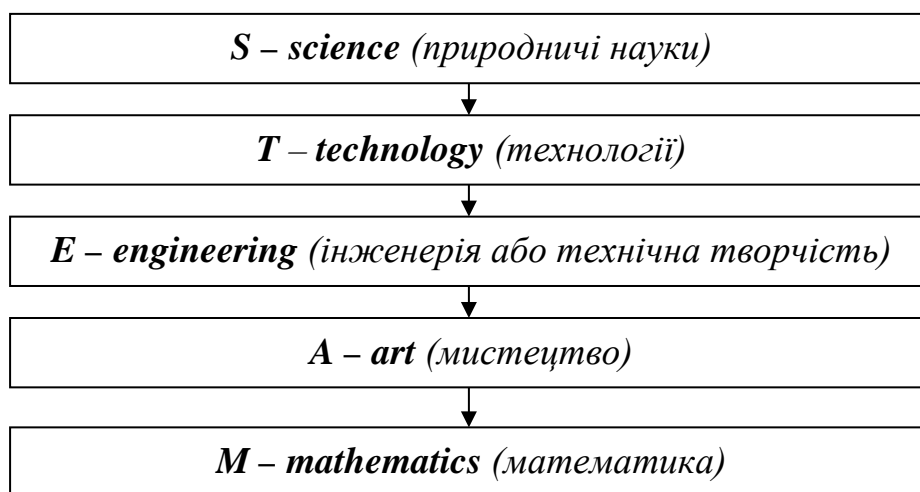 S – science (природничі науки)
T – technology (технології)
E – engineering (інженерія або технічна творчість)
A – art (мистецтво)
M – mathematics (математика)